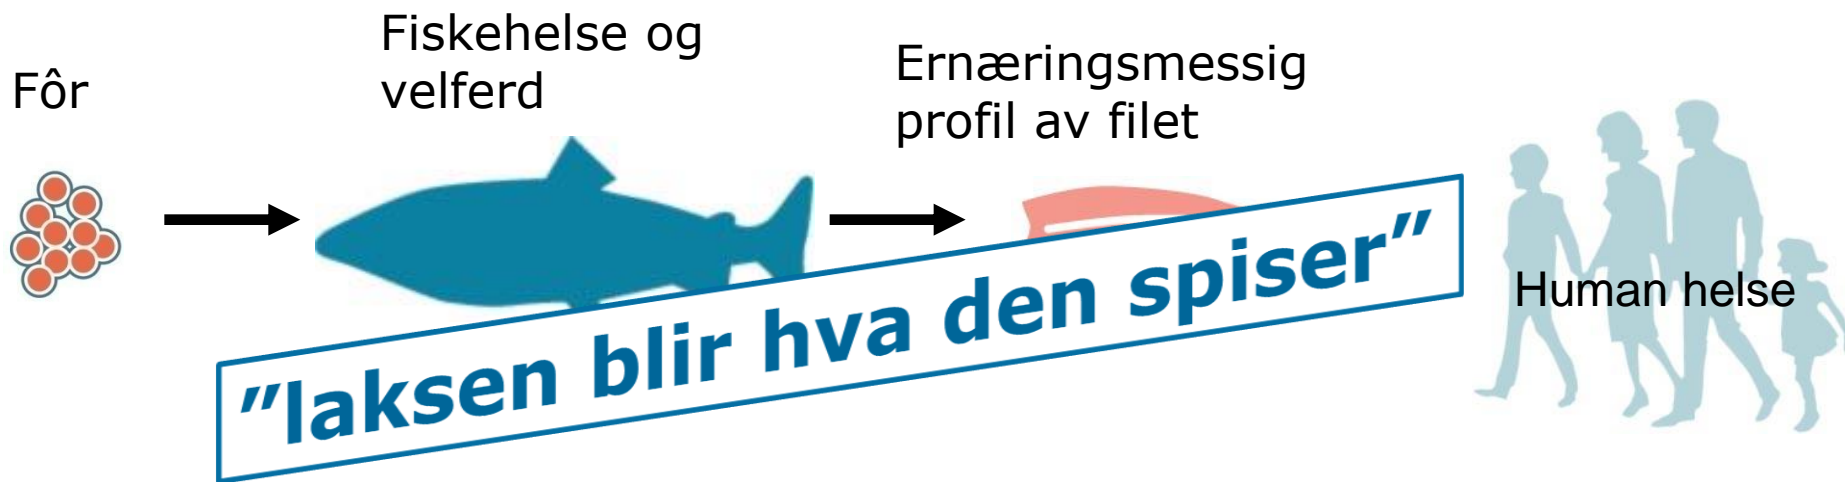 Fôr
Fiskehelse og
velferd
Ernæringsmessig
profil av filet
Human helse
”laksen blir hva den spiser”